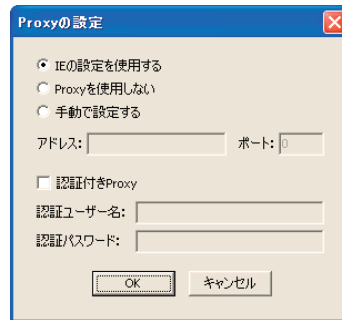 Proxyの設定
IEの設定を使用する
Proxyを使用しない
手動で設定する
アドレス: ポート: 0
認証付きProxy
認証ユーザー名:
認証パスワード:
OK キャンセル